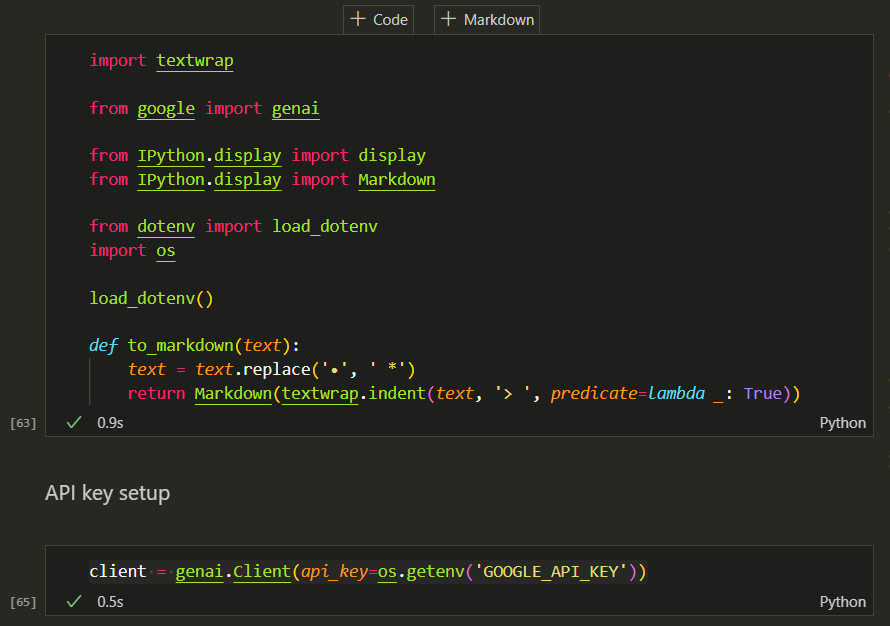 + Code + Markdown
import textwrap
from google import genai
from IPython.display import display
from IPython.display import Markdown
from dotenv import load_dotenv
import os
load_dotenv()
def to_markdown(text):
    text = text.replace('•', ' *')
    return Markdown(textwrap.indent(text, '> ', predicate=lambda _: True))
[63] ✓ 0.9s Python
API key setup
client = genai.Client(api_key=os.getenv('GOOGLE_API_KEY'))
[65] ✓ 0.5s Python